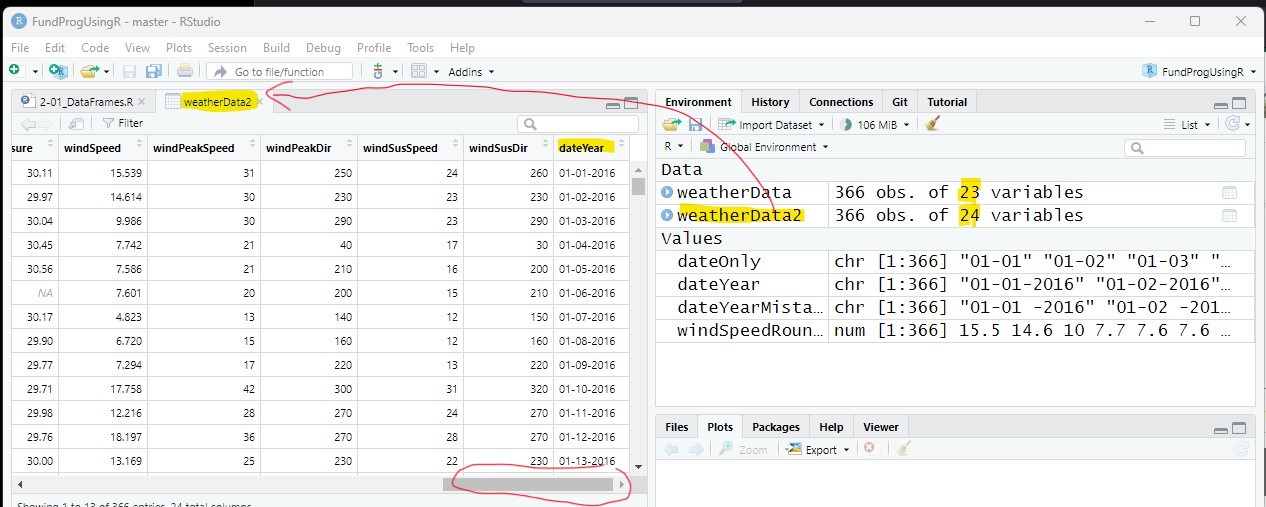 FundProgUsingR - master - RStudio
File Edit Code View Plots Session Build Debug Profile Tools Help
Go to file/function Addins FundProgUsingR
2-01_DataFrames.R weatherData2
Filter
sure windSpeed windPeakSpeed windPeakDir windSusSpeed windSusDir dateYear
30.11 15.539 31 250 24 260 01-01-2016
29.97 14.614 30 230 23 230 01-02-2016
30.04 9.986 30 290 23 290 01-03-2016
30.45 7.742 21 40 17 30 01-04-2016
30.56 7.586 21 210 16 200 01-05-2016
NA 7.601 20 200 15 210 01-06-2016
30.17 4.823 13 140 12 150 01-07-2016
29.90 6.720 15 160 12 160 01-08-2016
29.77 7.294 17 220 13 220 01-09-2016
29.71 17.758 42 300 31 320 01-10-2016
29.98 12.216 28 270 24 270 01-11-2016
29.76 18.197 36 270 28 270 01-12-2016
30.00 13.169 25 230 22 230 01-13-2016
Showing 1 to 13 of 366 entries, 24 total columns
Environment History Connections Git Tutorial
Import Dataset 106 MiB List
R Global Environment
Data
weatherData 366 obs. of 23 variables
weatherData2 366 obs. of 24 variables
Values
dateOnly chr [1:366] "01-01" "01-02" "01-03" "...
dateYear chr [1:366] "01-01-2016" "01-02-2016"...
dateYearMista... chr [1:366] "01-01 -2016" "01-02 -201...
windSpeedRoun... num [1:366] 15.5 14.6 10 7.7 7.6 7.6 ...
Files Plots Packages Help Viewer
Zoom Export